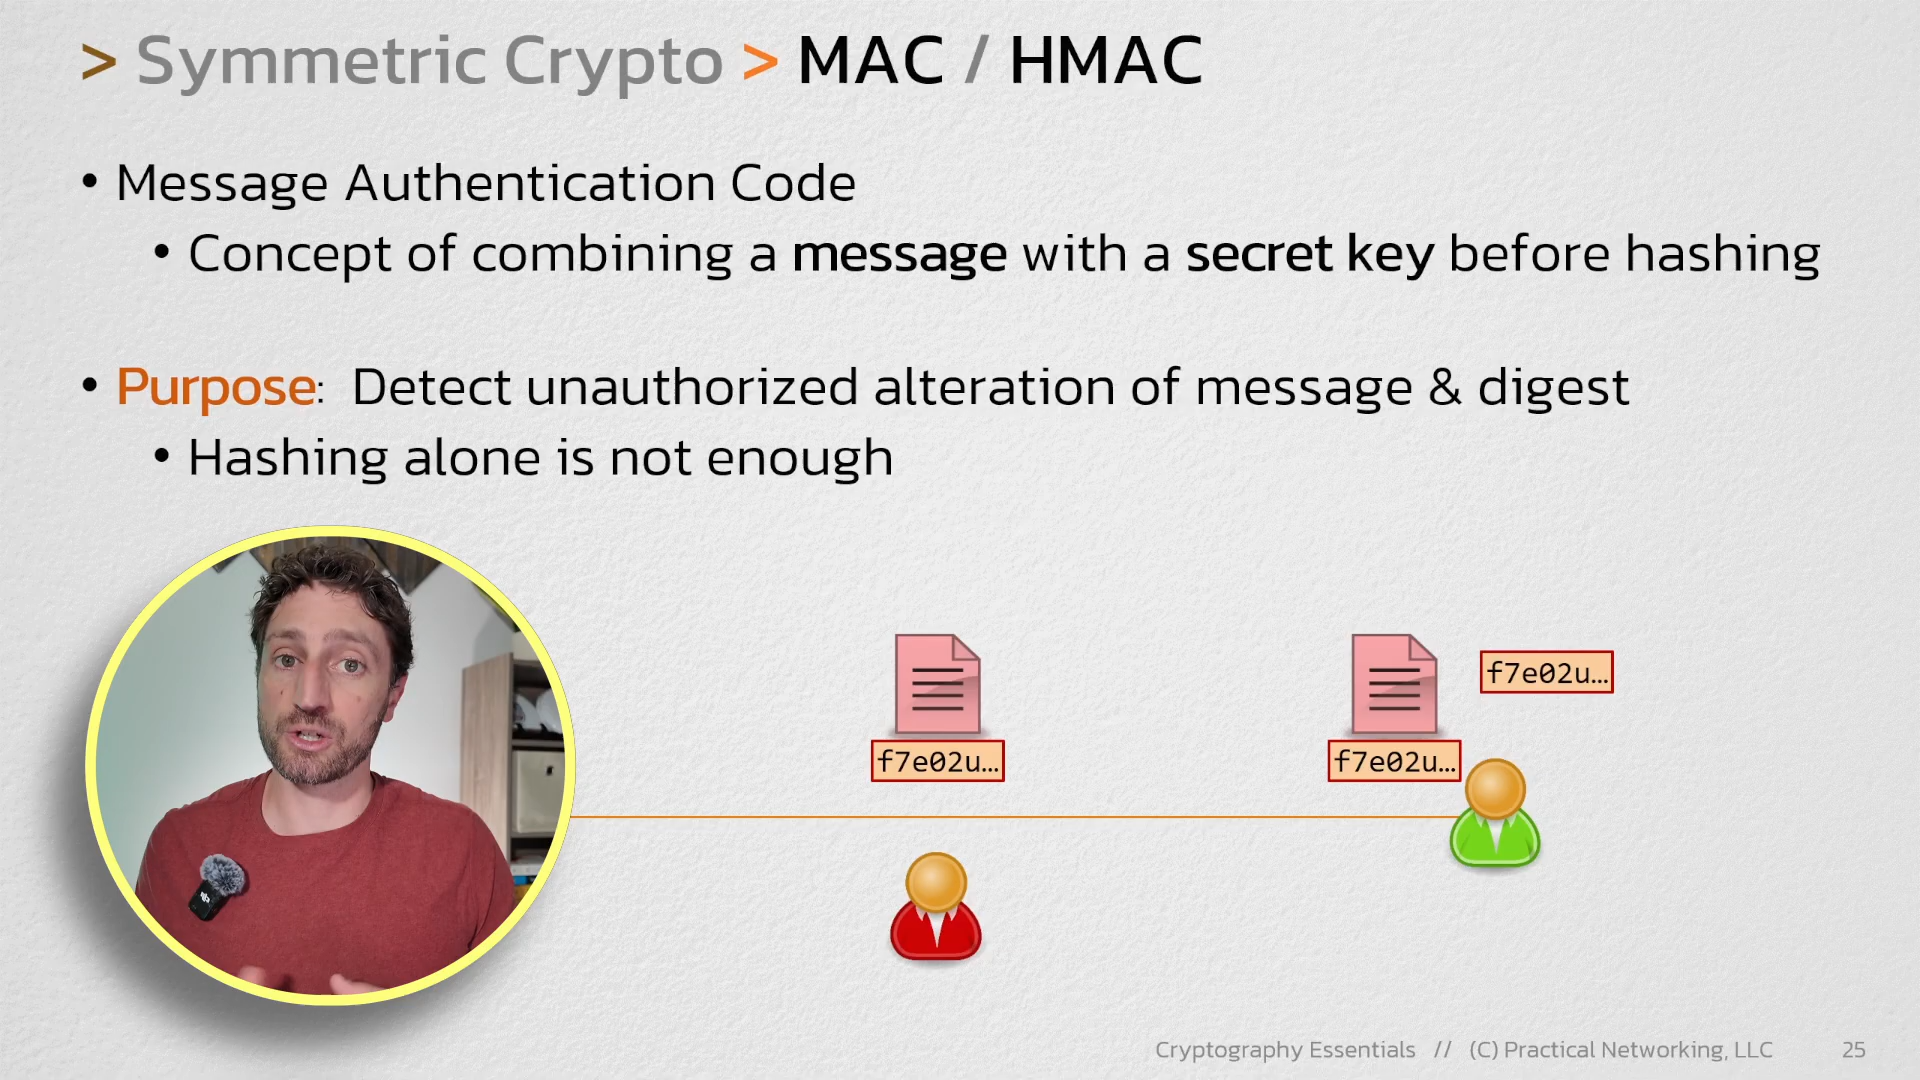 > Symmetric Crypto > MAC / HMAC
• Message Authentication Code
• Concept of combining a message with a secret key before hashing
• Purpose: Detect unauthorized alteration of message & digest
• Hashing alone is not enough
f7e02u...
f7e02u...
f7e02u...
Cryptography Essentials // (C) Practical Networking, LLC 25